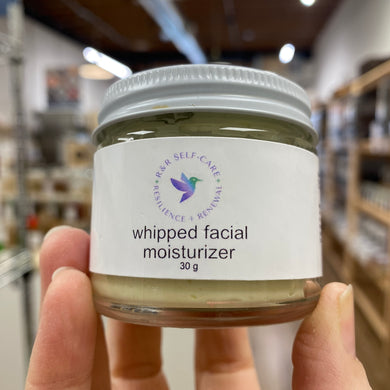 R&R SELF-CARE
RESILIENCE + RENEWAL
whipped facial
moisturizer
30 g